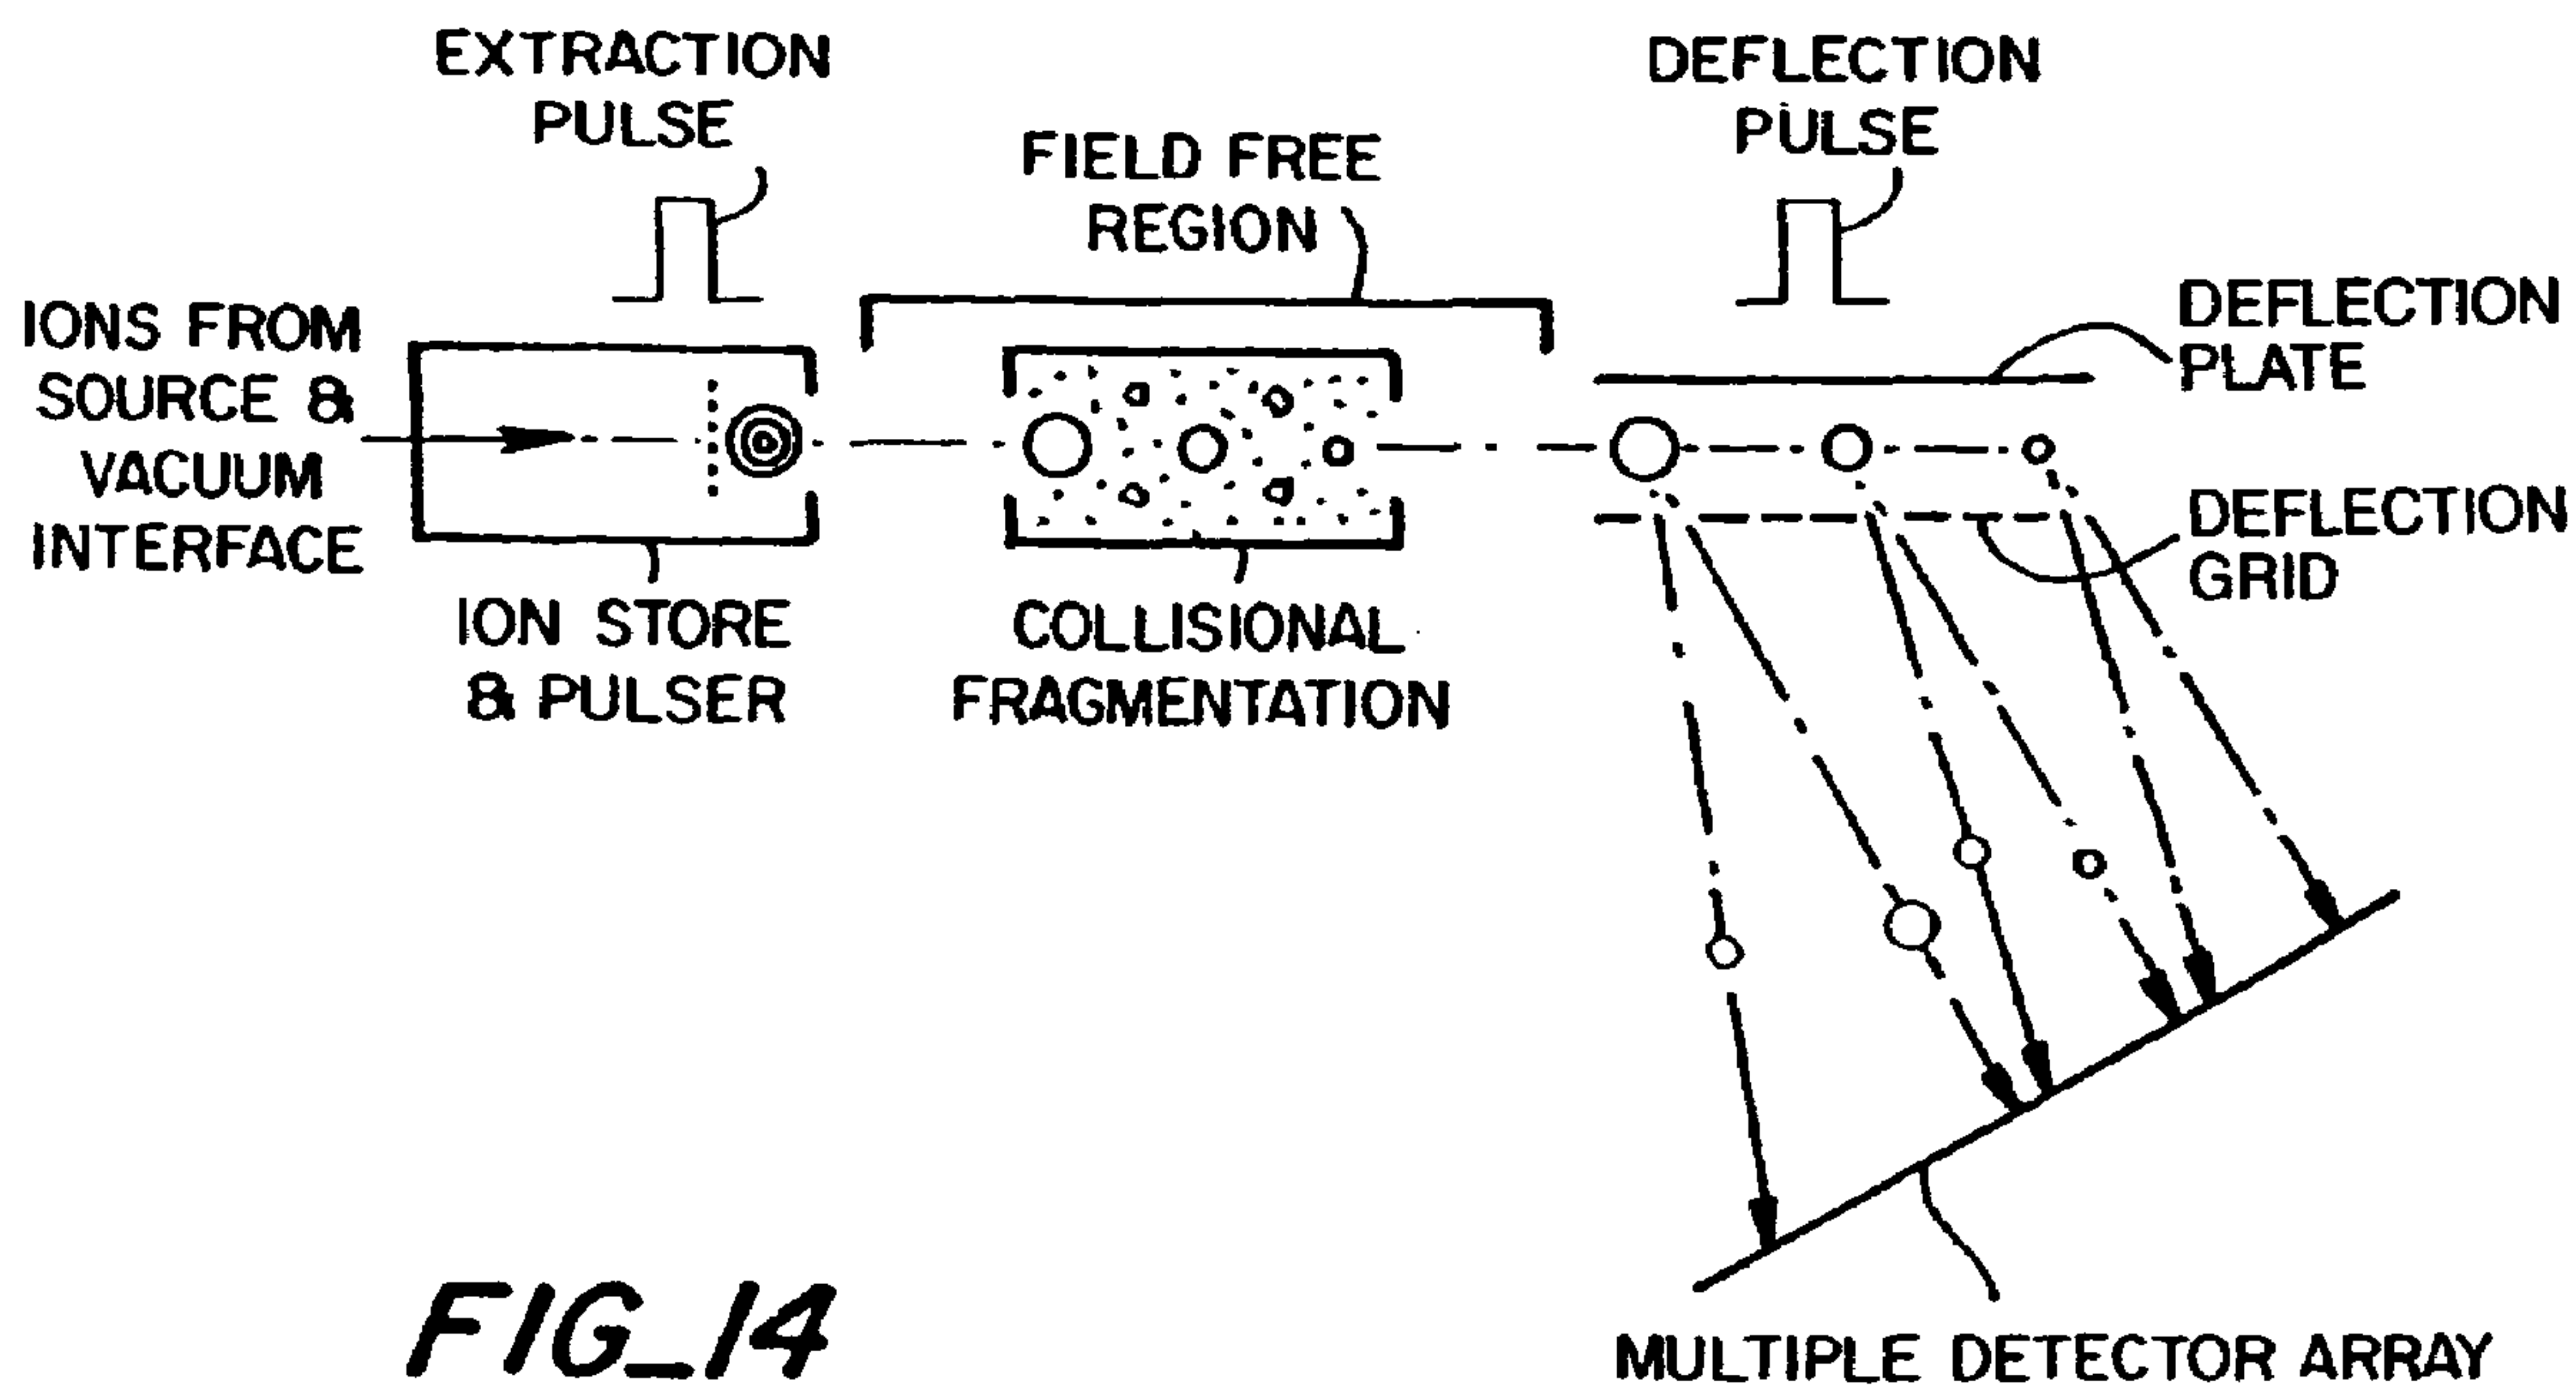 EXTRACTION
PULSE
DEFLECTION
PULSE
FIELD FREE
REGION
IONS FROM
SOURCE &
VACUUM
INTERFACE
DEFLECTION
PLATE
DEFLECTION
GRID
ION STORE
& PULSER
COLLISIONAL
FRAGMENTATION
FIG_14
MULTIPLE DETECTOR ARRAY